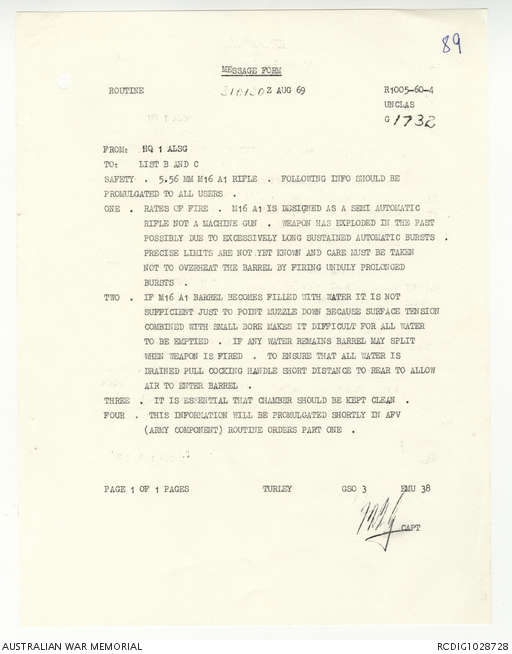 89
MESSAGE FORM
ROUTINE 310130Z AUG 69 R1005-60-4
UNCLAS
G 1732
FROM: HQ 1 ALSG
TO: LIST B AND C
SAFETY . 5.56 MM M16 A1 RIFLE . FOLLOWING INFO SHOULD BE
PROMULGATED TO ALL USERS .
ONE . RATES OF FIRE . M16 A1 IS DESIGNED AS A SEMI AUTOMATIC
RIFLE NOT A MACHINE GUN . WEAPON HAS EXPLODED IN THE PAST
POSSIBLY DUE TO EXCESSIVELY LONG SUSTAINED AUTOMATIC BURSTS .
PRECISE LIMITS ARE NOT YET KNOWN AND CARE MUST BE TAKEN
NOT TO OVERHEAT THE BARREL BY FIRING UNDULY PROLONGED
BURSTS .
TWO . IF M16 A1 BARREL BECOMES FILLED WITH WATER IT IS NOT
SUFFICIENT JUST TO POINT MUZZLE DOWN BECAUSE SURFACE TENSION
COMBINED WITH SMALL BORE MAKES IT DIFFICULT FOR ALL WATER
TO BE EMPTIED . IF ANY WATER REMAINS BARREL MAY SPLIT
WHEN WEAPON IS FIRED . TO ENSURE THAT ALL WATER IS
DRAINED PULL COCKING HANDLE SHORT DISTANCE TO REAR TO ALLOW
AIR TO ENTER BARREL .
THREE . IT IS ESSENTIAL THAT CHAMBER SHOULD BE KEPT CLEAN .
FOUR . THIS INFORMATION WILL BE PROMULGATED SHORTLY IN AFV
(ARMY COMPONENT) ROUTINE ORDERS PART ONE .
PAGE 1 OF 1 PAGES TURLEY GSO 3 EMU 38
CAPT
AUSTRALIAN WAR MEMORIAL RCDIG1028728